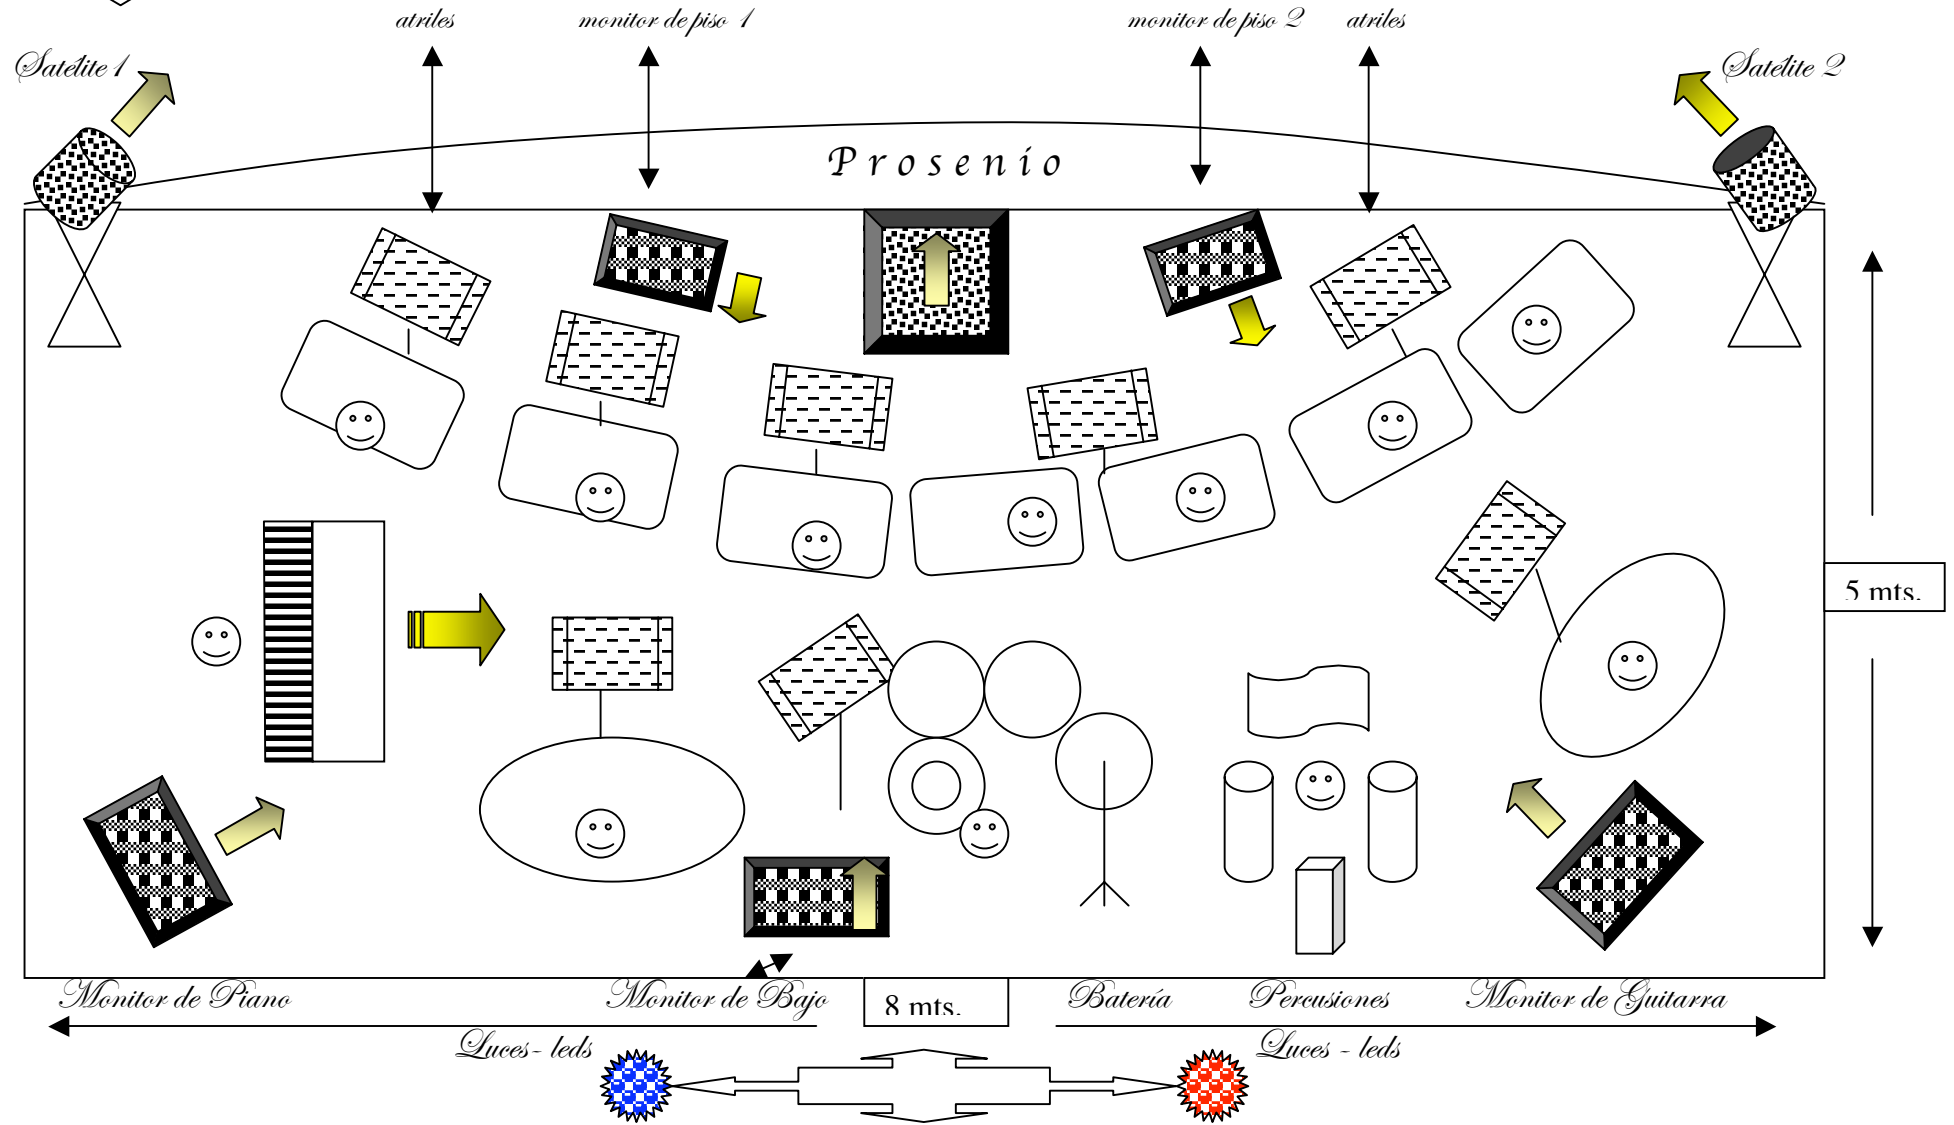 atriles
monitor de piso 1
monitor de piso 2
atriles
Satélite 1
Satélite 2
Prosenio
5 mts.
Monitor de Piano
Monitor de Bajo
8 mts.
Batería
Percusiones
Monitor de Guitarra
Luces- leds
Luces - leds